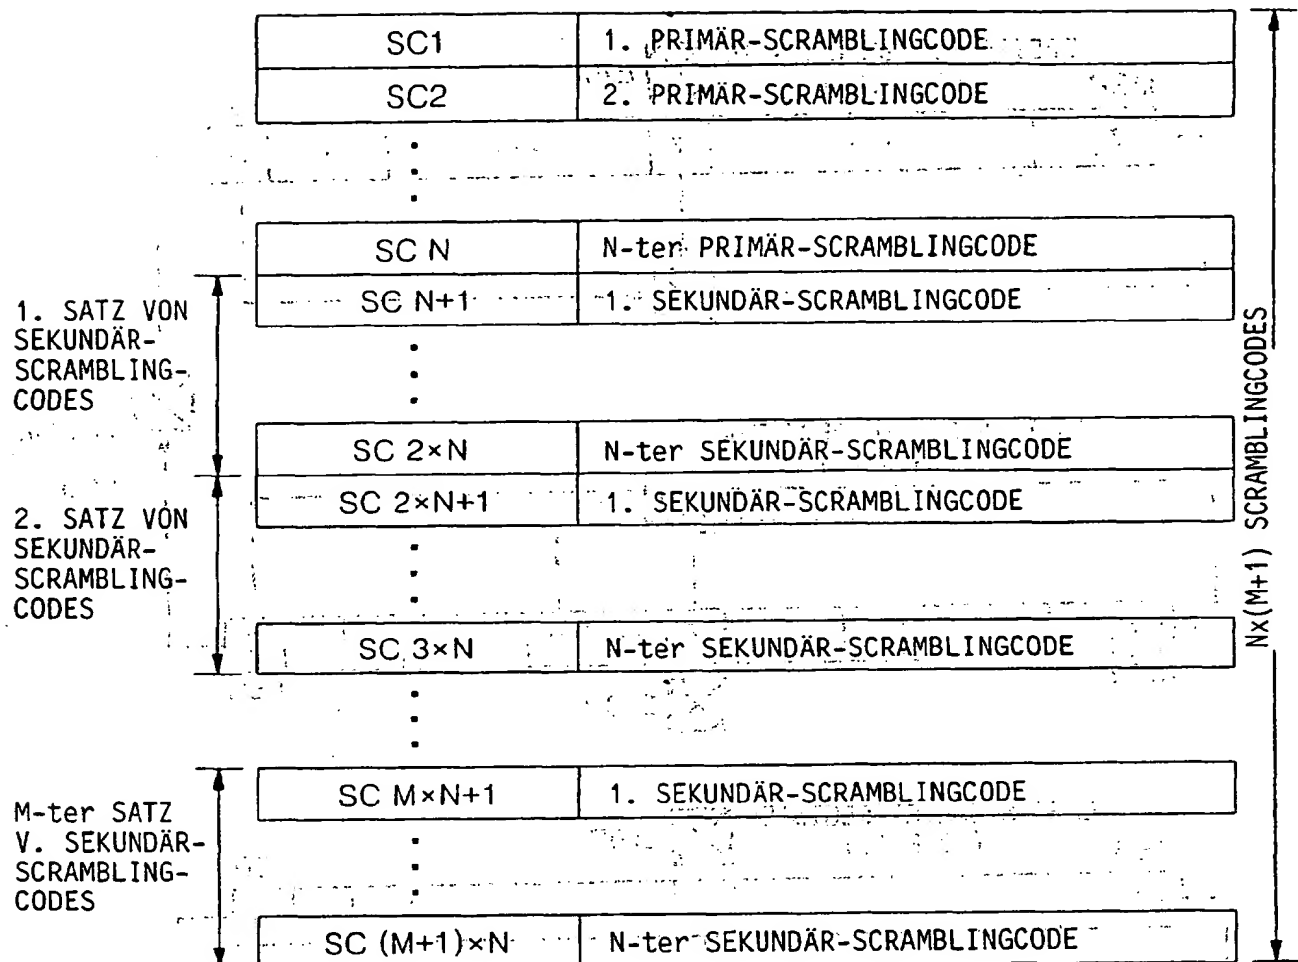 SC1 1. PRIMÄR-SCRAMBLINGCODE
SC2 2. PRIMÄR-SCRAMBLINGCODE
SC N N-ter PRIMÄR-SCRAMBLINGCODE
SC N+1 1. SEKUNDÄR-SCRAMBLINGCODE
1. SATZ VON
SEKUNDÄR-
SCRAMBLING-
CODES
SC 2×N N-ter SEKUNDÄR-SCRAMBLINGCODE
SC 2×N+1 1. SEKUNDÄR-SCRAMBLINGCODE
2. SATZ VON
SEKUNDÄR-
SCRAMBLING-
CODES
SC 3×N N-ter SEKUNDÄR-SCRAMBLINGCODE
SC M×N+1 1. SEKUNDÄR-SCRAMBLINGCODE
M-ter SATZ
V. SEKUNDÄR-
SCRAMBLING-
CODES
SC (M+1)×N N-ter SEKUNDÄR-SCRAMBLINGCODE
Nx(M+1) SCRAMBLINGCODES